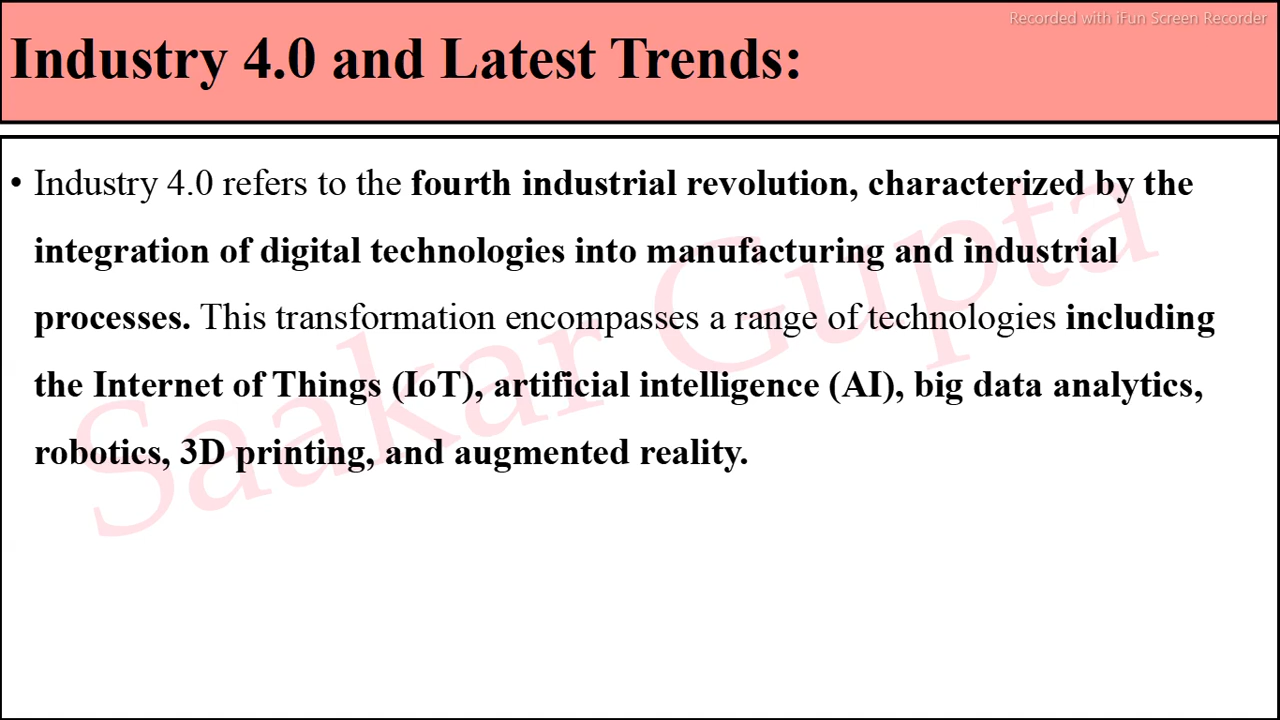 Recorded with iFun Screen Recorder
Industry 4.0 and Latest Trends:
• Industry 4.0 refers to the fourth industrial revolution, characterized by the
integration of digital technologies into manufacturing and industrial
processes. This transformation encompasses a range of technologies including
the Internet of Things (IoT), artificial intelligence (AI), big data analytics,
robotics, 3D printing, and augmented reality.
Saakar Gupta